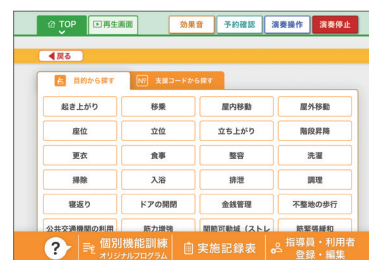 TOP 再生画面 効果音 予約確認 演奏操作 演奏停止
戻る
目的から探す 支援コードから探す
起き上がり 移乗 屋内移動 屋外移動
座位 立位 立ち上がり 階段昇降
更衣 食事 整容 洗濯
掃除 入浴 排泄 調理
寝返り ドアの開閉 金銭管理 不整地の歩行
公共交通機関の利用 筋力増強 関節可動域（ストレ 筋緊張緩和
? 個別機能訓練 実施記録表 指導員・利用者
オリジナルプログラム 登録・編集